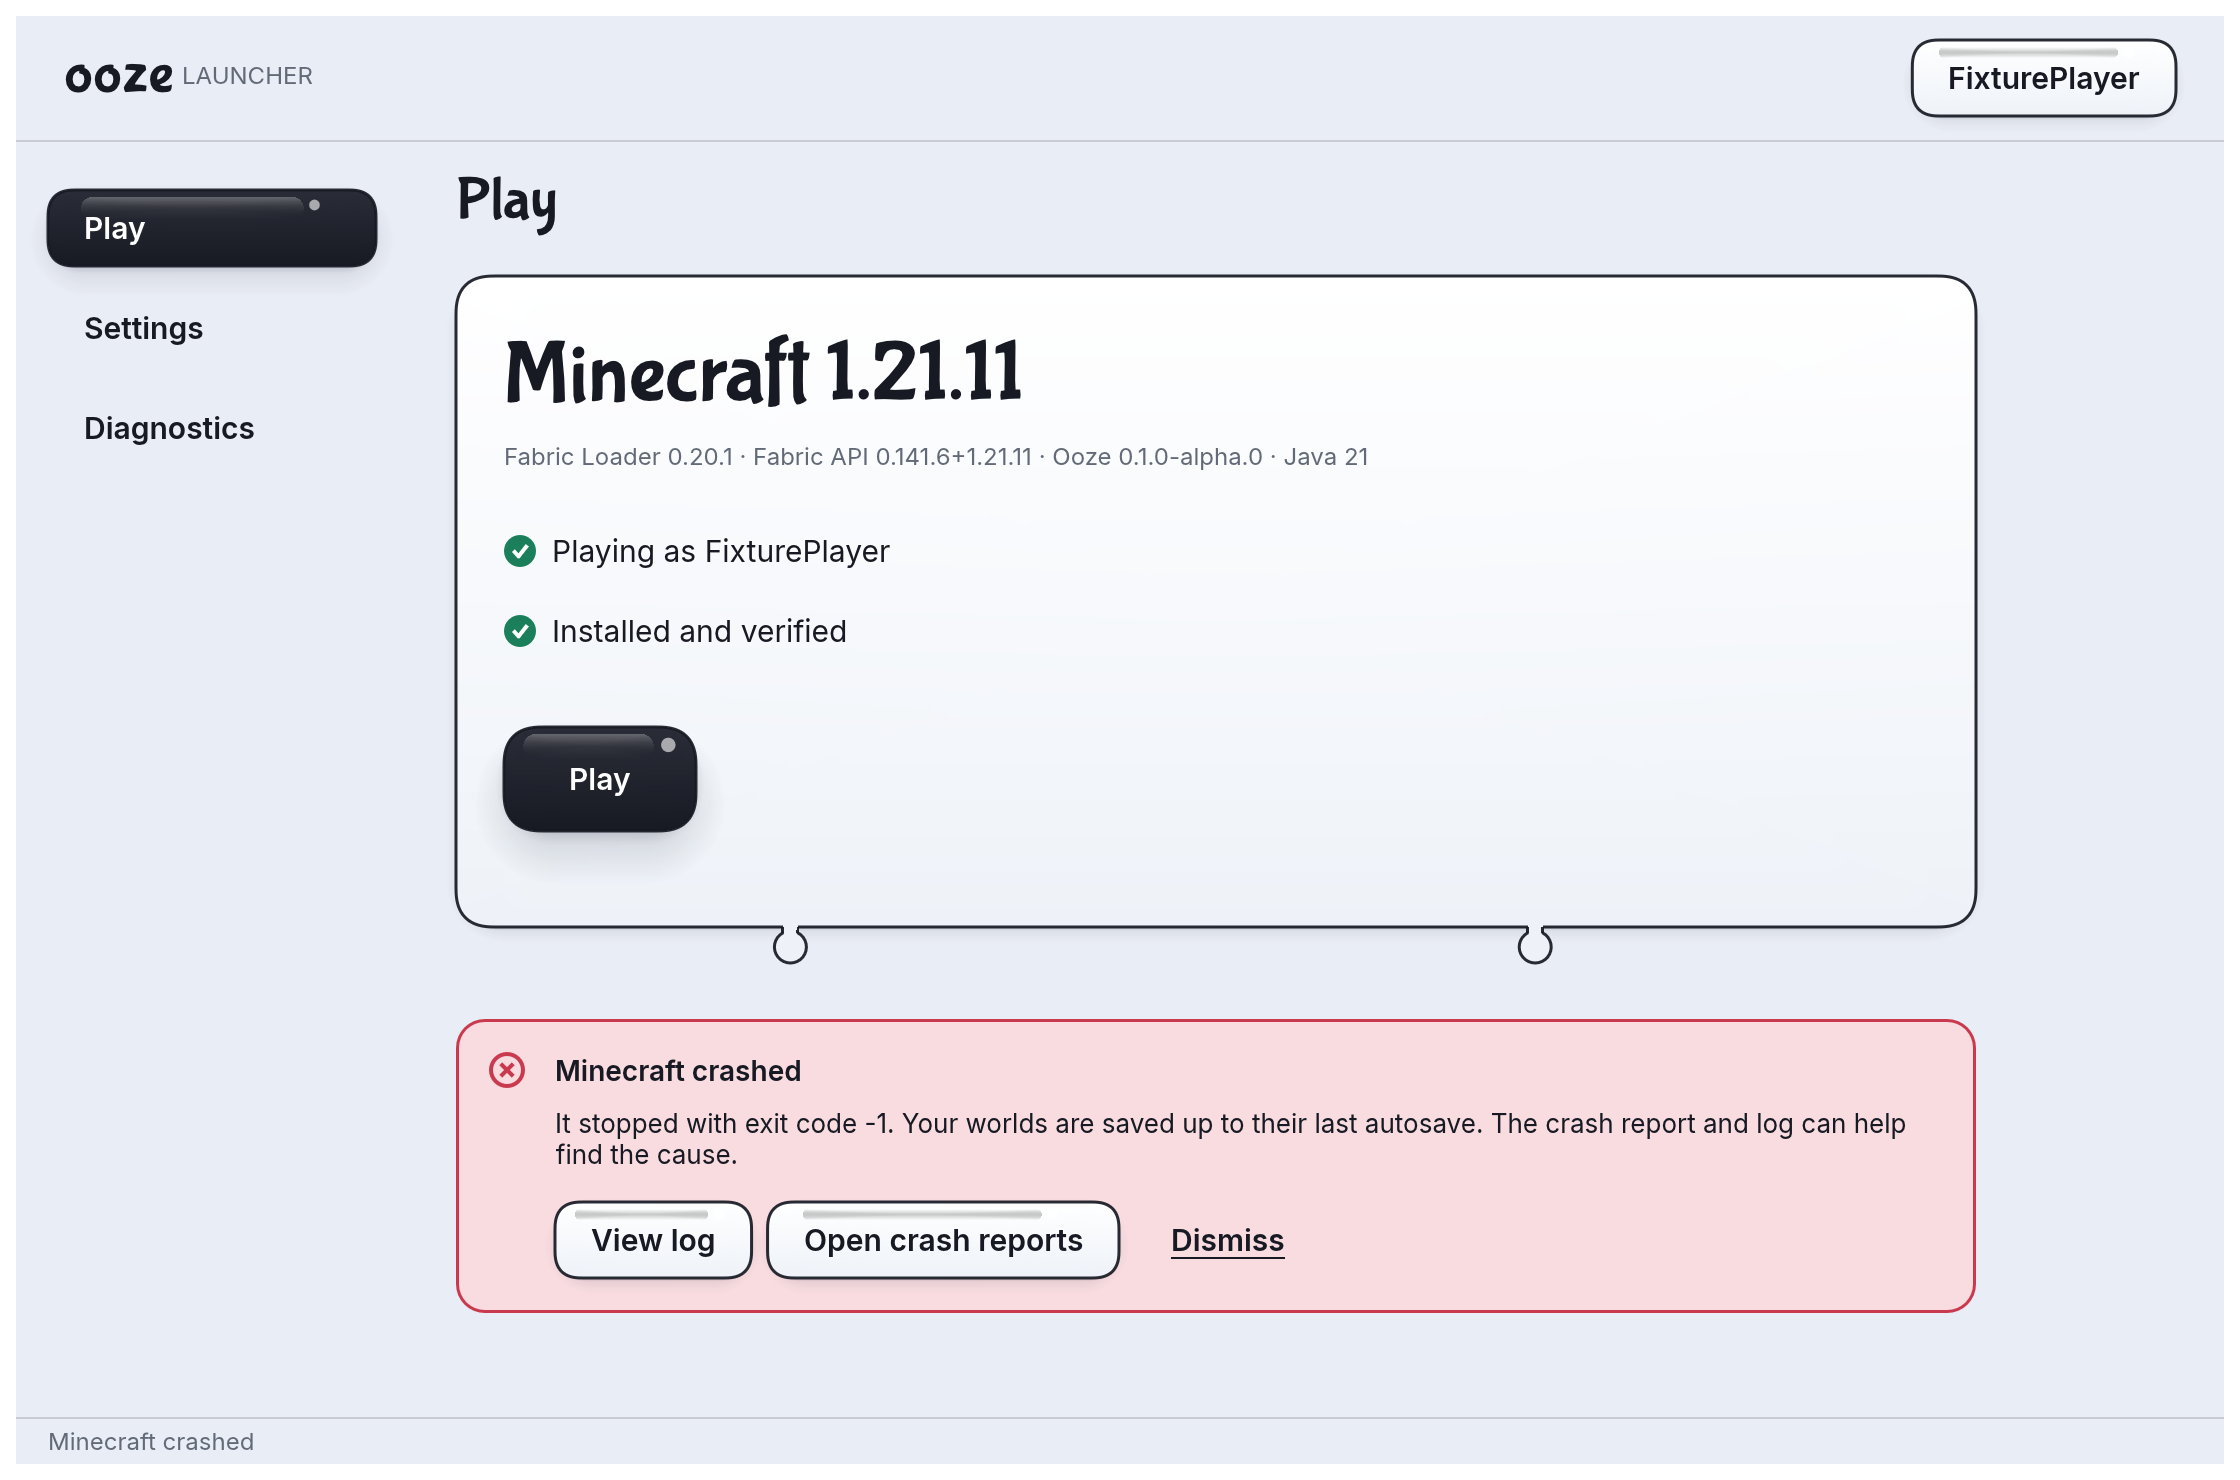 ooze LAUNCHER
FixturePlayer
Play
Settings
Diagnostics
Play
Minecraft 1.21.11
Fabric Loader 0.20.1 · Fabric API 0.141.6+1.21.11 · Ooze 0.1.0-alpha.0 · Java 21
Playing as FixturePlayer
Installed and verified
Play
Minecraft crashed
It stopped with exit code -1. Your worlds are saved up to their last autosave. The crash report and log can help
find the cause.
View log
Open crash reports
Dismiss
Minecraft crashed